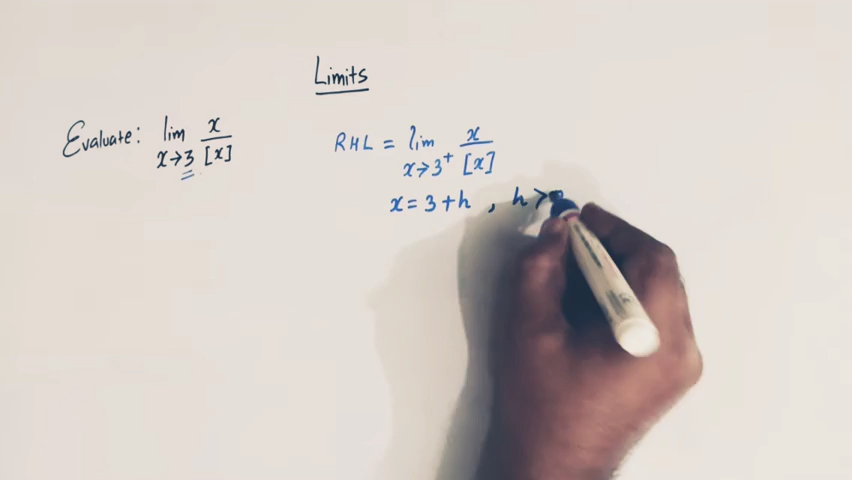 Limits
Evaluate: lim x→3 x/[x]
RHL = lim x→3⁺ x/[x]
x = 3 + h , h >